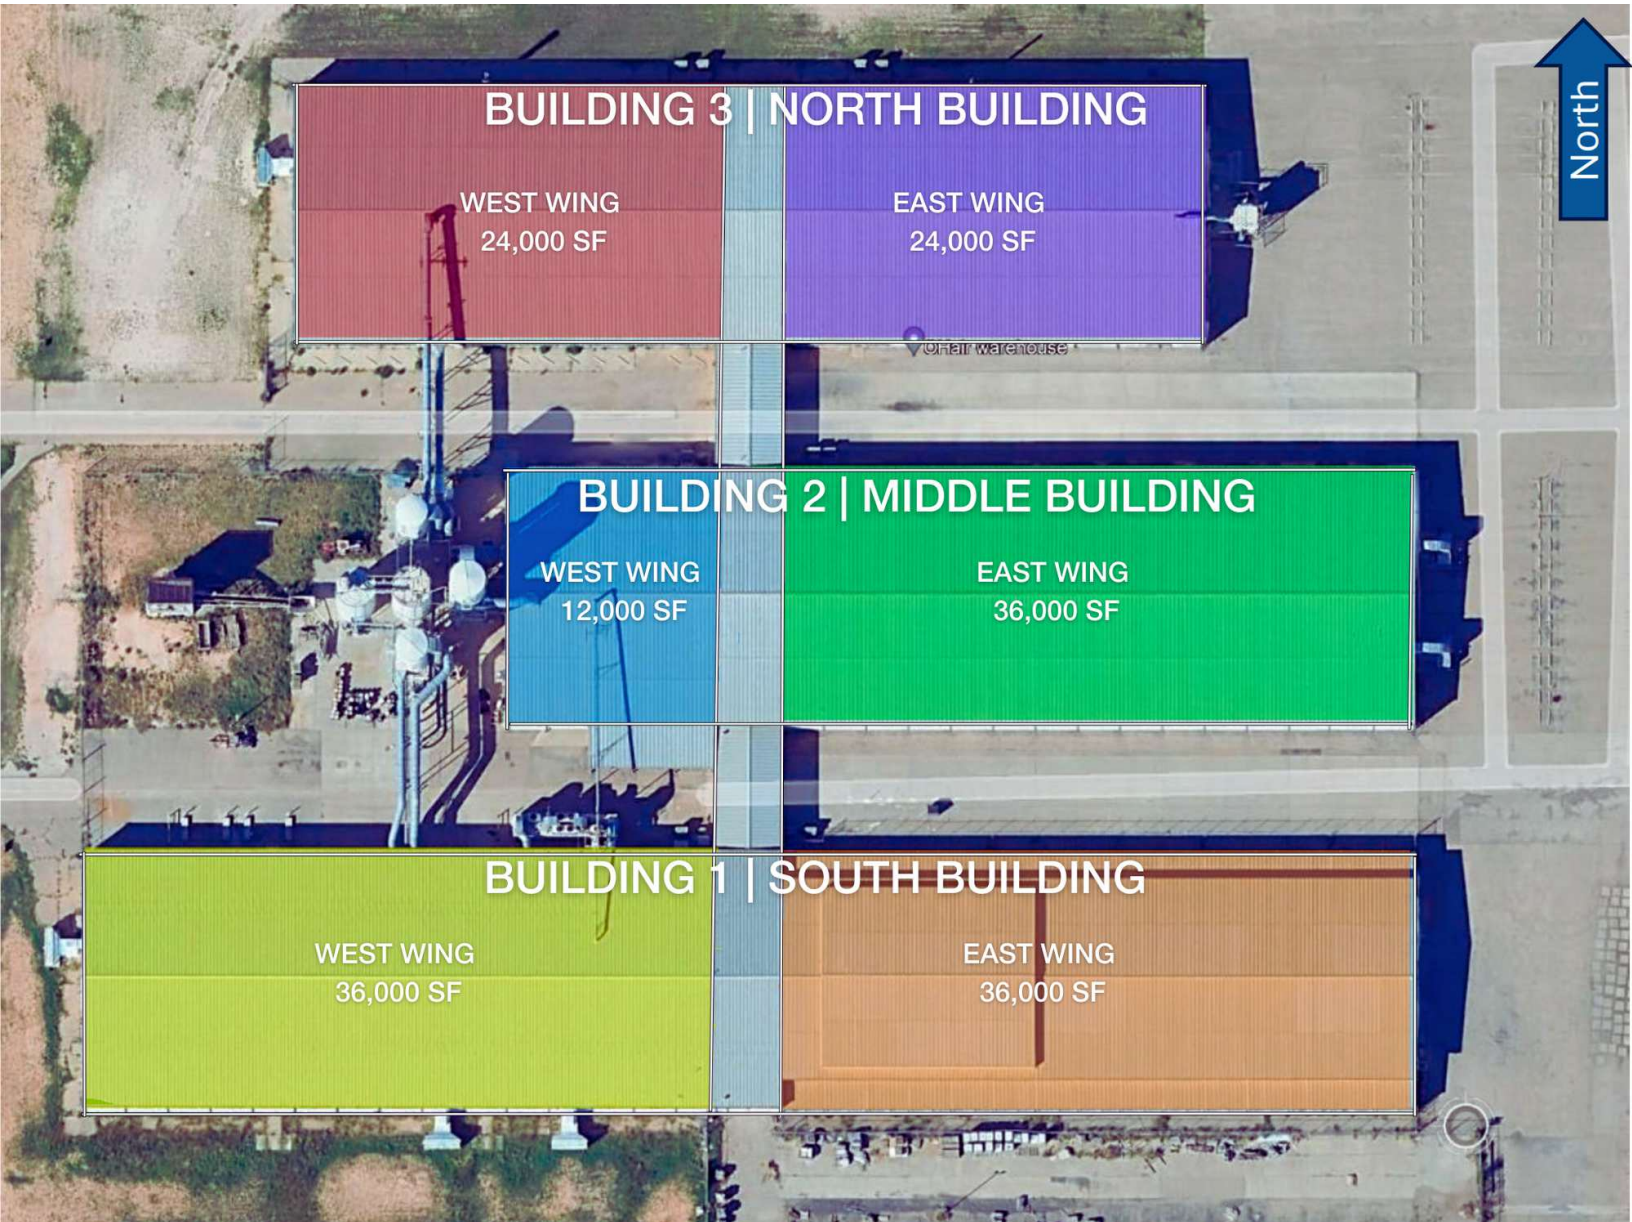 BUILDING 3 | NORTH BUILDING
North
WEST WING
24,000 SF
EAST WING
24,000 SF
OHair warehouse
BUILDING 2 | MIDDLE BUILDING
WEST WING
12,000 SF
EAST WING
36,000 SF
BUILDING 1 | SOUTH BUILDING
WEST WING
36,000 SF
EAST WING
36,000 SF